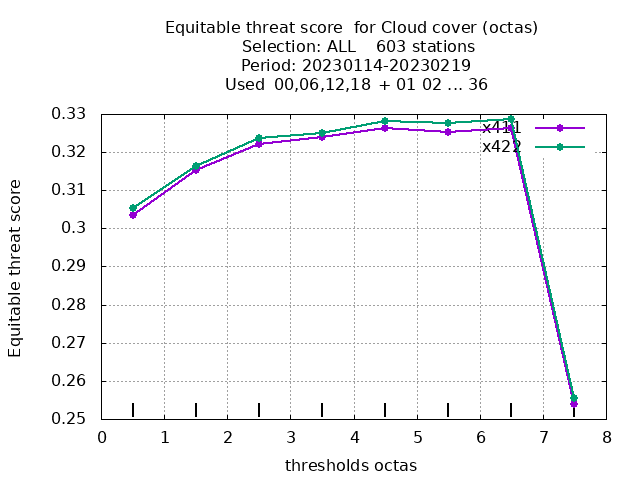 Equitable threat score  for Cloud cover (octas)
Selection: ALL    603 stations
Period: 20230114-20230219
Used  00,06,12,18 + 01 02 ... 36
0.33
0.32
0.31
0.3
0.29
0.28
0.27
0.26
0.25
Equitable threat score
x411
x422
0 1 2 3 4 5 6 7 8
thresholds octas